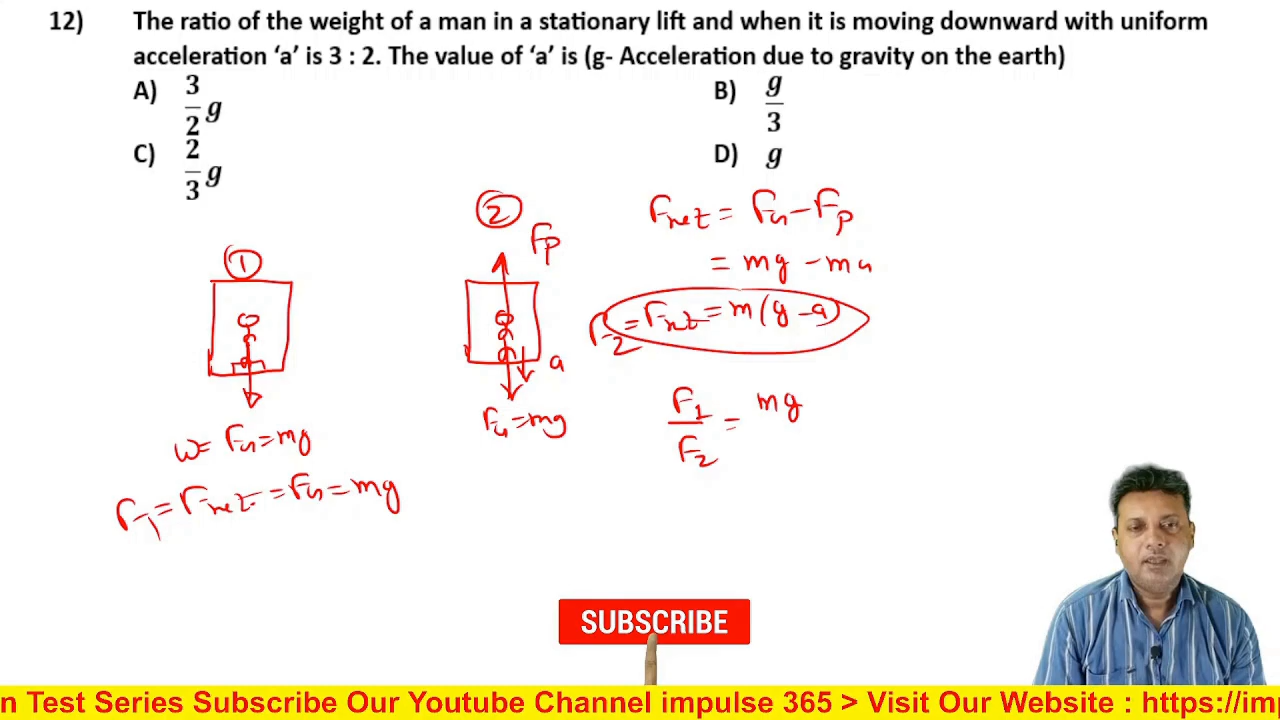 12) The ratio of the weight of a man in a stationary lift and when it is moving downward with uniform
acceleration ‘a’ is 3 : 2. The value of ‘a’ is (g- Acceleration due to gravity on the earth)
A) 3/2 g B) g/3
C) 2/3 g D) g
① ② Fnet = FG - FP
FP
= mg - ma
F2 = Fnet = m(g-a)
a
FG = mg
F1/F2 = mg
W = FG = mg
F1 = Fnet = FG = mg
SUBSCRIBE
n Test Series Subscribe Our Youtube Channel impulse 365 > Visit Our Website : https://im